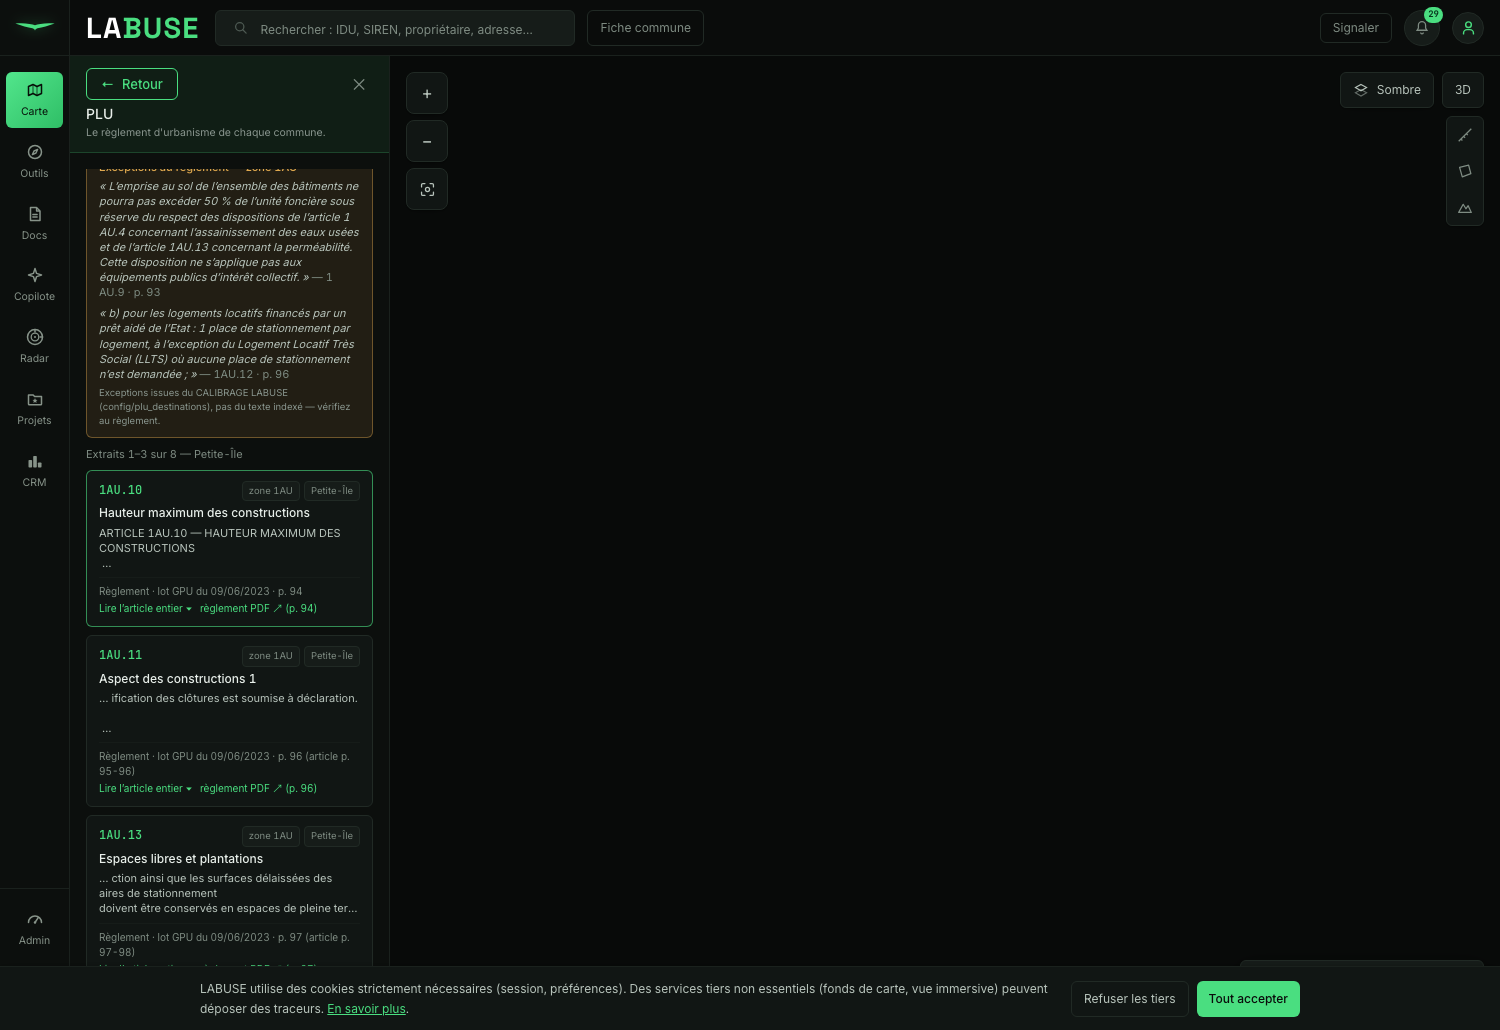 LABUSE
Rechercher : IDU, SIREN, propriétaire, adresse...
Fiche commune
Signaler
29
Carte
Outils
Docs
Copilote
Radar
Projets
CRM
Admin
← Retour
PLU
Le règlement d'urbanisme de chaque commune.
« L'emprise au sol de l'ensemble des bâtiments ne
pourra pas excéder 50 % de l'unité foncière sous
réserve du respect des dispositions de l'article 1
AU.4 concernant l'assainissement des eaux usées
et de l'article 1AU.13 concernant la perméabilité.
Cette disposition ne s'applique pas aux
équipements publics d'intérêt collectif. » — 1
AU.9 · p. 93
« b) pour les logements locatifs financés par un
prêt aidé de l'Etat : 1 place de stationnement par
logement, à l'exception du Logement Locatif Très
Social (LLTS) où aucune place de stationnement
n'est demandée ; » — 1AU.12 · p. 96
Exceptions issues du CALIBRAGE LABUSE
(config/plu_destinations), pas du texte indexé — vérifiez
au règlement.
Extraits 1–3 sur 8 — Petite-Île
1AU.10 zone 1AU Petite-Île
Hauteur maximum des constructions
ARTICLE 1AU.10 — HAUTEUR MAXIMUM DES
CONSTRUCTIONS
...
Règlement · lot GPU du 09/06/2023 · p. 94
Lire l'article entier ▾ règlement PDF ↗ (p. 94)
1AU.11 zone 1AU Petite-Île
Aspect des constructions 1
... ification des clôtures est soumise à déclaration.
...
Règlement · lot GPU du 09/06/2023 · p. 96 (article p.
95-96)
Lire l'article entier ▾ règlement PDF ↗ (p. 96)
1AU.13 zone 1AU Petite-Île
Espaces libres et plantations
... ction ainsi que les surfaces délaissées des
aires de stationnement
doivent être conservés en espaces de pleine ter...
Règlement · lot GPU du 09/06/2023 · p. 97 (article p.
97-98)
+
−
Sombre
3D
LABUSE utilise des cookies strictement nécessaires (session, préférences). Des services tiers non essentiels (fonds de carte, vue immersive) peuvent
déposer des traceurs. En savoir plus.
Refuser les tiers
Tout accepter